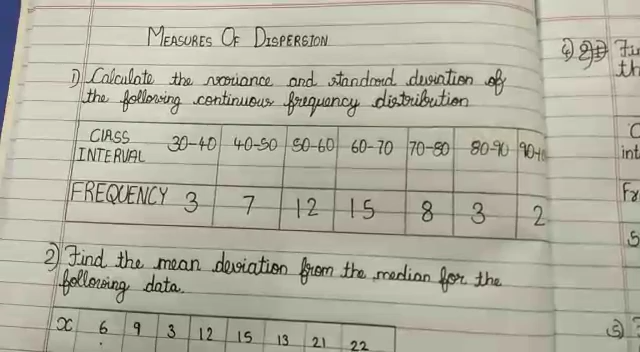 MEASURES OF DISPERSION
1) Calculate the variance and standard deviation of
the following continuous frequency distribution
CLASS INTERVAL 30-40 40-50 50-60 60-70 70-80 80-90
FREQUENCY 3 7 12 15 8 3 2
2) Find the mean deviation from the median for the
following data.
x 6 9 3 12 15 13 21 22